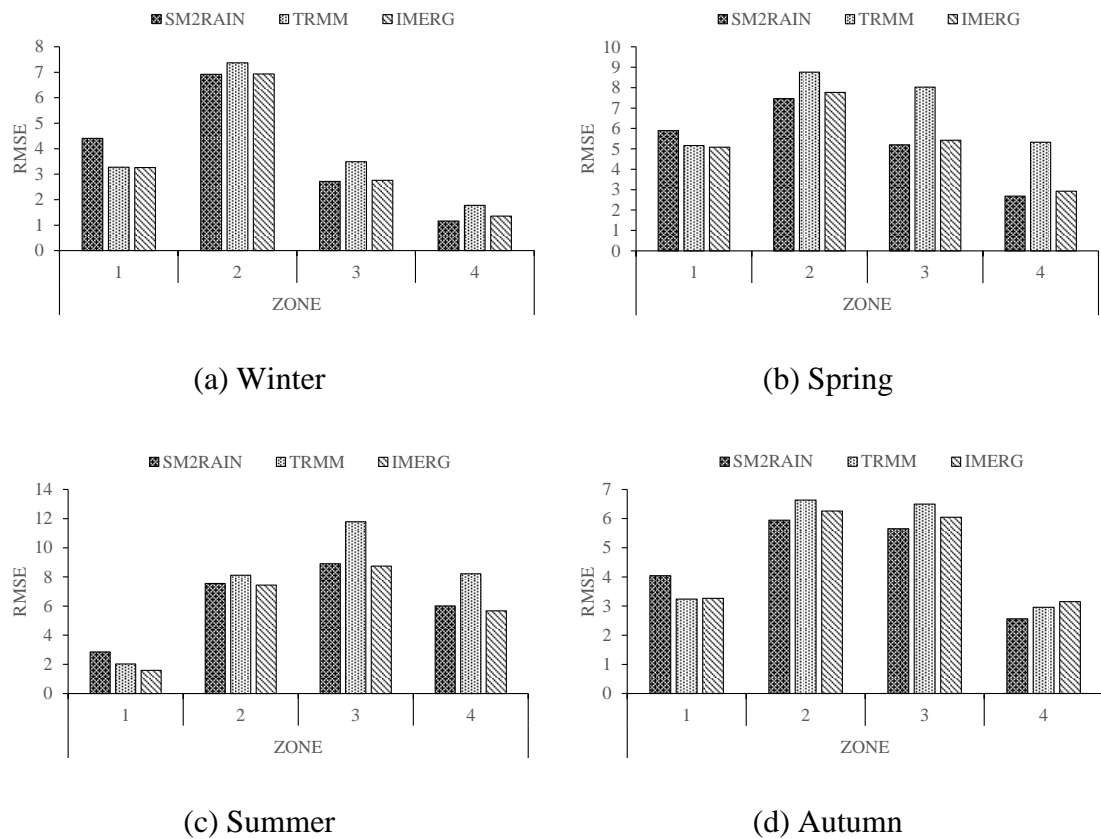 SM2RAIN TRMM IMERG
8
7
6
5
4
3
2
1
0
RMSE
1 2 3 4
ZONE
(a) Winter
SM2RAIN TRMM IMERG
10
9
8
7
6
5
4
3
2
1
0
RMSE
1 2 3 4
ZONE
(b) Spring
SM2RAIN TRMM IMERG
14
12
10
8
6
4
2
0
RMSE
1 2 3 4
ZONE
(c) Summer
SM2RAIN TRMM IMERG
7
6
5
4
3
2
1
0
RMSE
1 2 3 4
ZONE
(d) Autumn